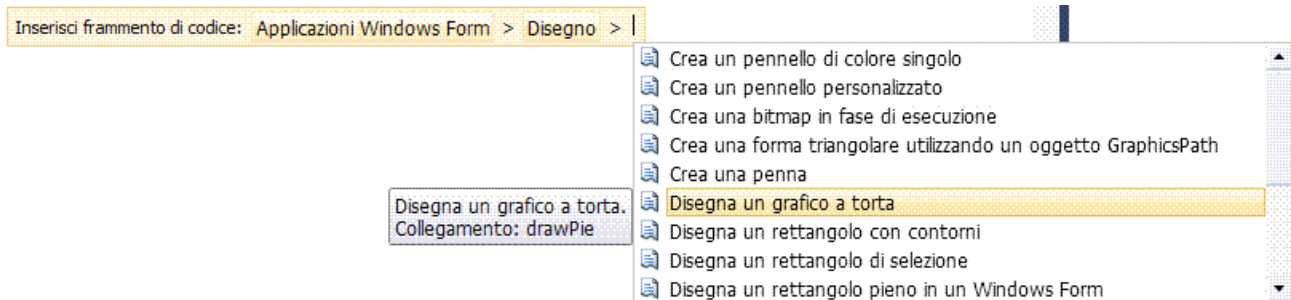 Inserisci frammento di codice: Applicazioni Windows Form > Disegno >
Crea un pennello di colore singolo
Crea un pennello personalizzato
Crea una bitmap in fase di esecuzione
Crea una forma triangolare utilizzando un oggetto GraphicsPath
Crea una penna
Disegna un grafico a torta
Disegna un rettangolo con contorni
Disegna un rettangolo di selezione
Disegna un rettangolo pieno in un Windows Form
Disegna un grafico a torta.
Collegamento: drawPie